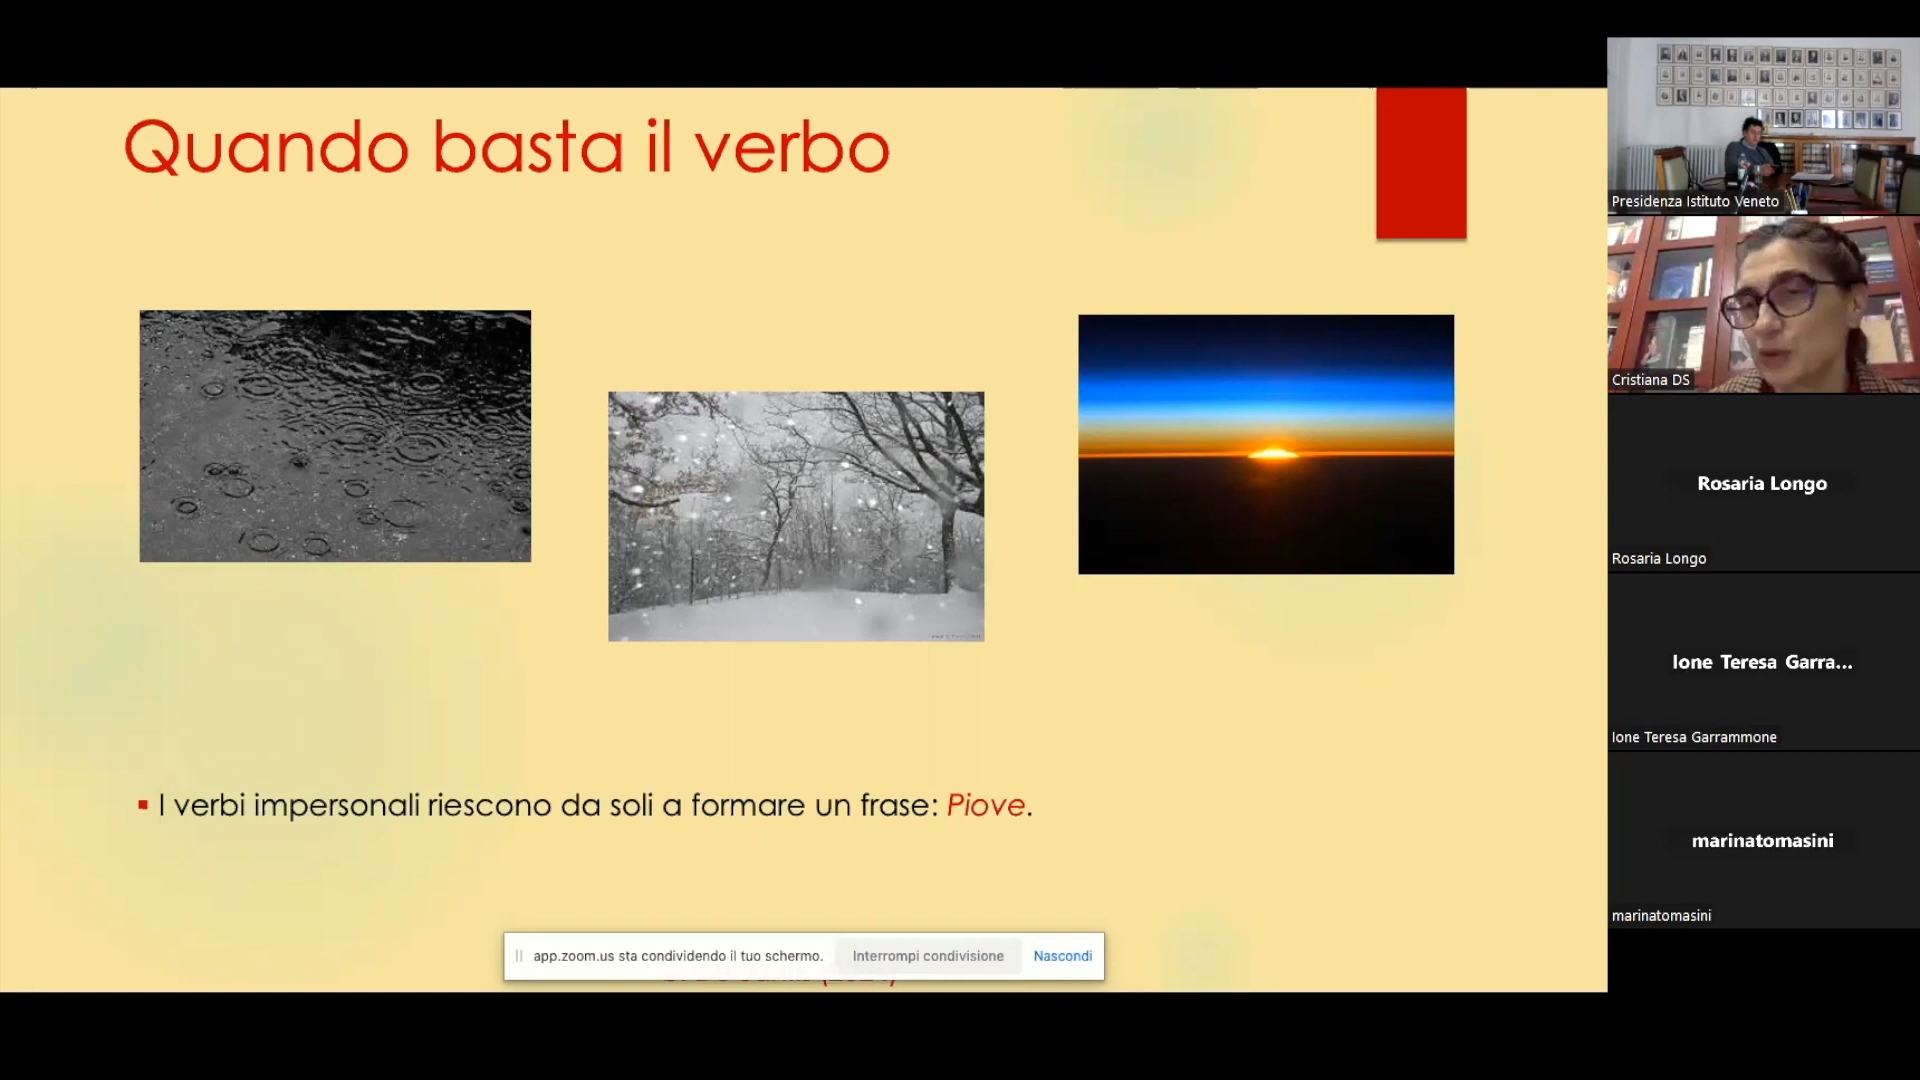 Quando basta il verbo
I verbi impersonali riescono da soli a formare un frase: Piove.
app.zoom.us sta condividendo il tuo schermo. Interrompi condivisione Nascondi
Presidenza Istituto Veneto
Cristiana DS
Rosaria Longo
Rosaria Longo
Ione Teresa Garra...
Ione Teresa Garrammone
marinatomasini
marinatomasini